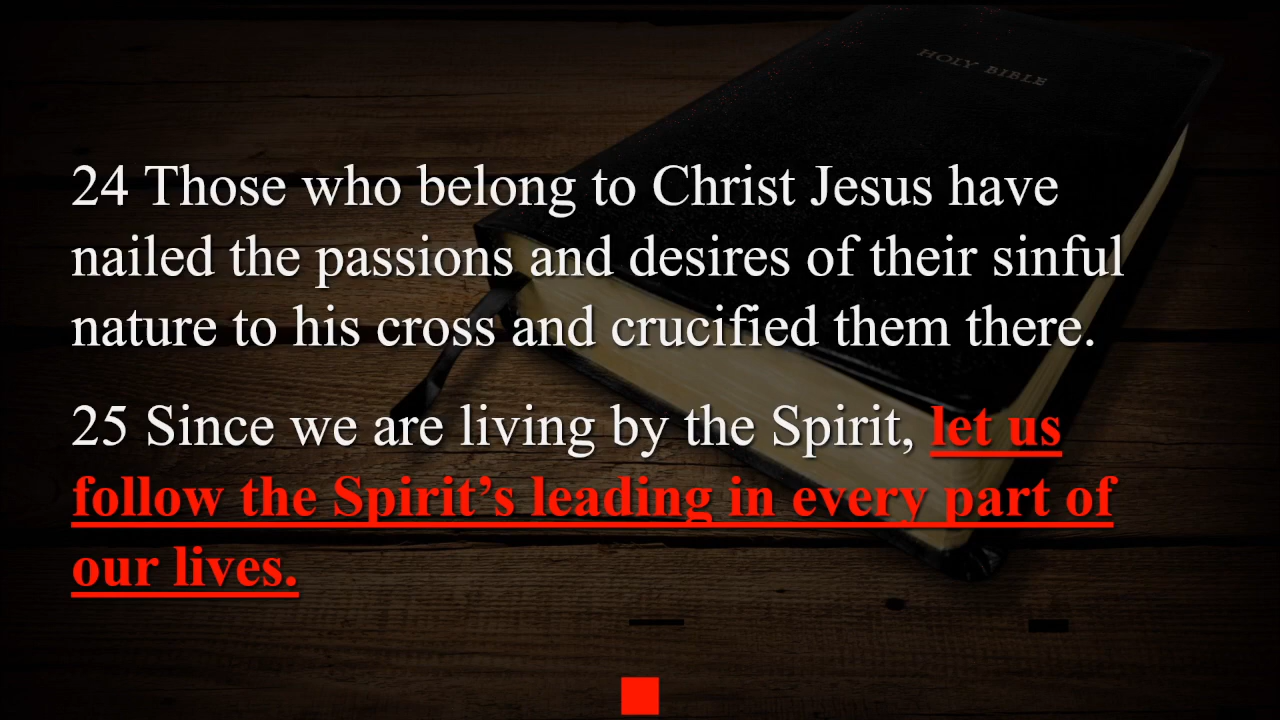 HOLY BIBLE
24 Those who belong to Christ Jesus have
nailed the passions and desires of their sinful
nature to his cross and crucified them there.
25 Since we are living by the Spirit, let us
follow the Spirit’s leading in every part of
our lives.